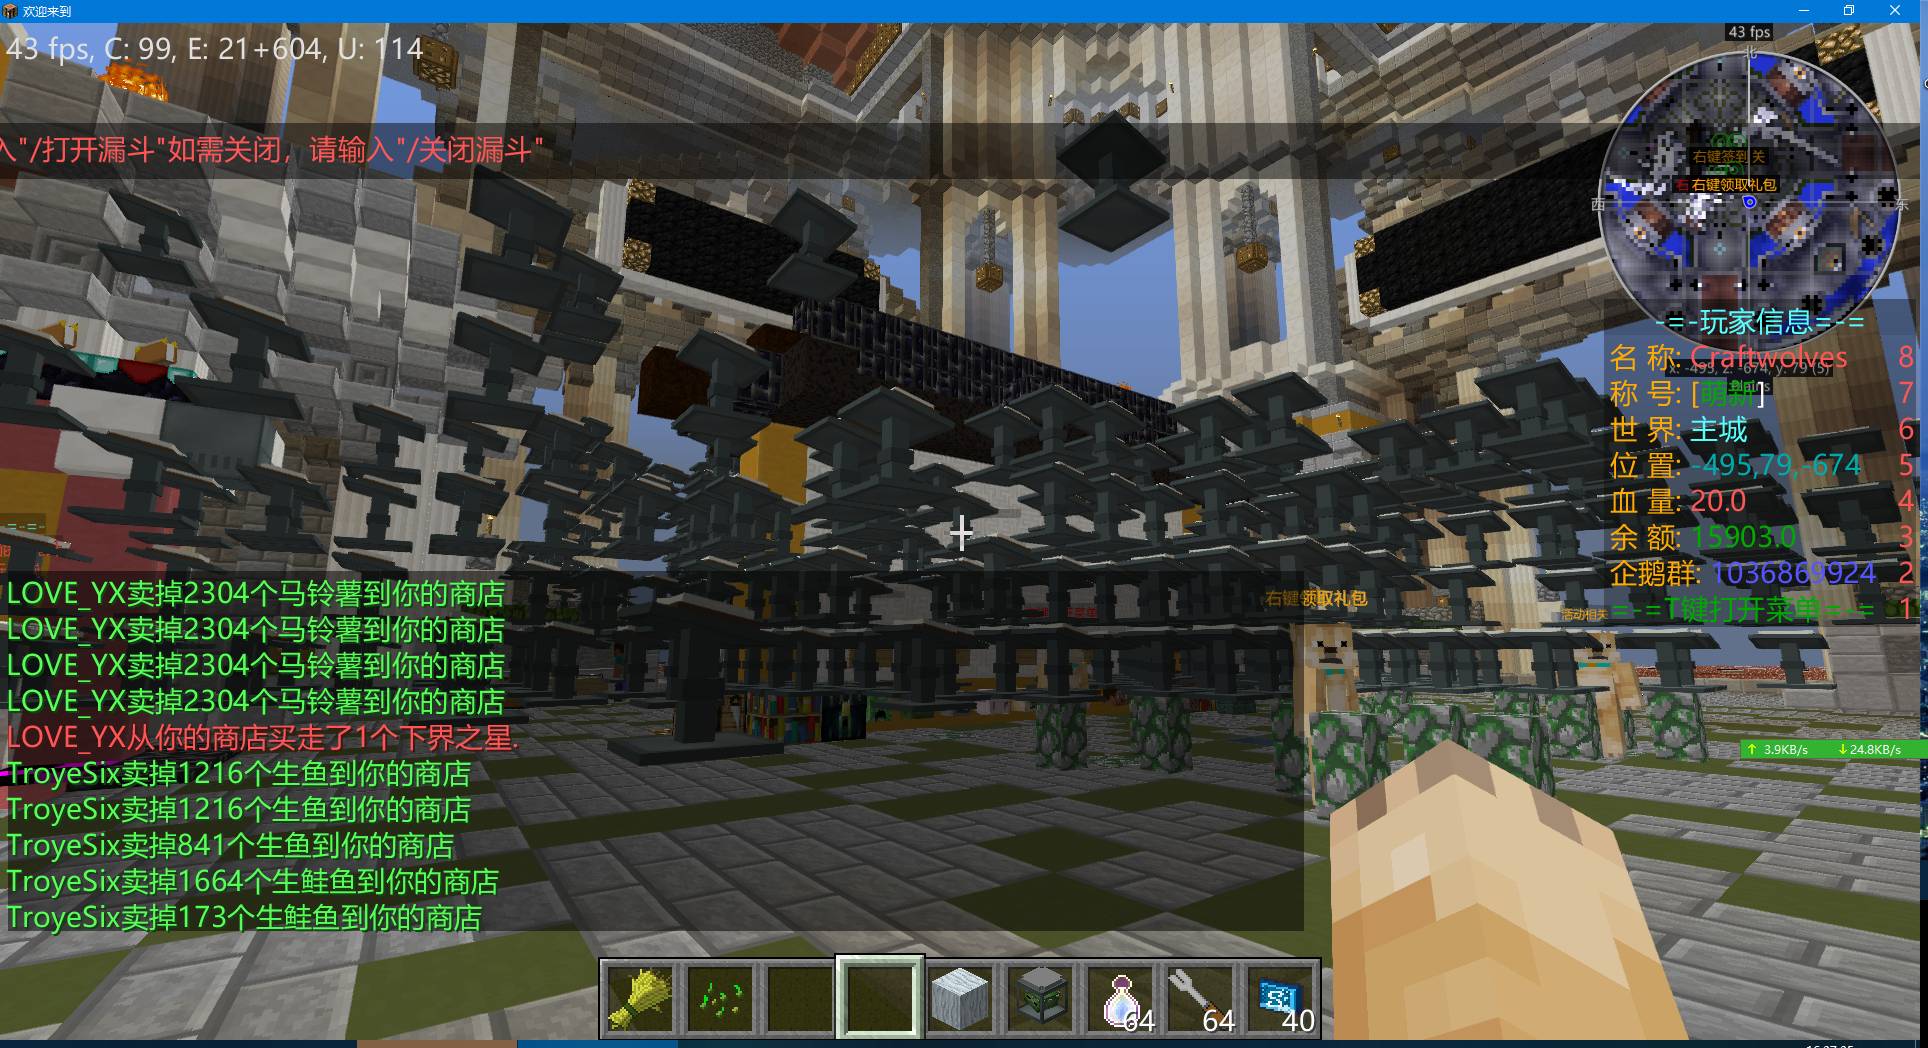 欢迎来到
43 fps, C: 99, E: 21+604, U: 114
43 fps
北
入"/打开漏斗"如需关闭，请输入"/关闭漏斗"
右键签到 关
右键领取礼包
西
东
-=-玩家信息=-=
名 称: Craftwolves 8
x: -495, z: -674, y: 79 (5)
Plains
称 号: [萌新] 7
世 界: 主城 6
位 置: -495,79,-674 5
血 量: 20.0 4
余 额: 15903.0 3
企鹅群: 1036869924 2
=-=T键打开菜单=-= 1
-=-=-
右键领取礼包
活动相关
LOVE_YX卖掉2304个马铃薯到你的商店
LOVE_YX卖掉2304个马铃薯到你的商店
LOVE_YX卖掉2304个马铃薯到你的商店
LOVE_YX卖掉2304个马铃薯到你的商店
LOVE_YX从你的商店买走了1个下界之星.
TroyeSix卖掉1216个生鱼到你的商店
TroyeSix卖掉1216个生鱼到你的商店
TroyeSix卖掉841个生鱼到你的商店
TroyeSix卖掉1664个生鲑鱼到你的商店
TroyeSix卖掉173个生鲑鱼到你的商店
↑ 3.9KB/s ↓24.8KB/s
64 64 40